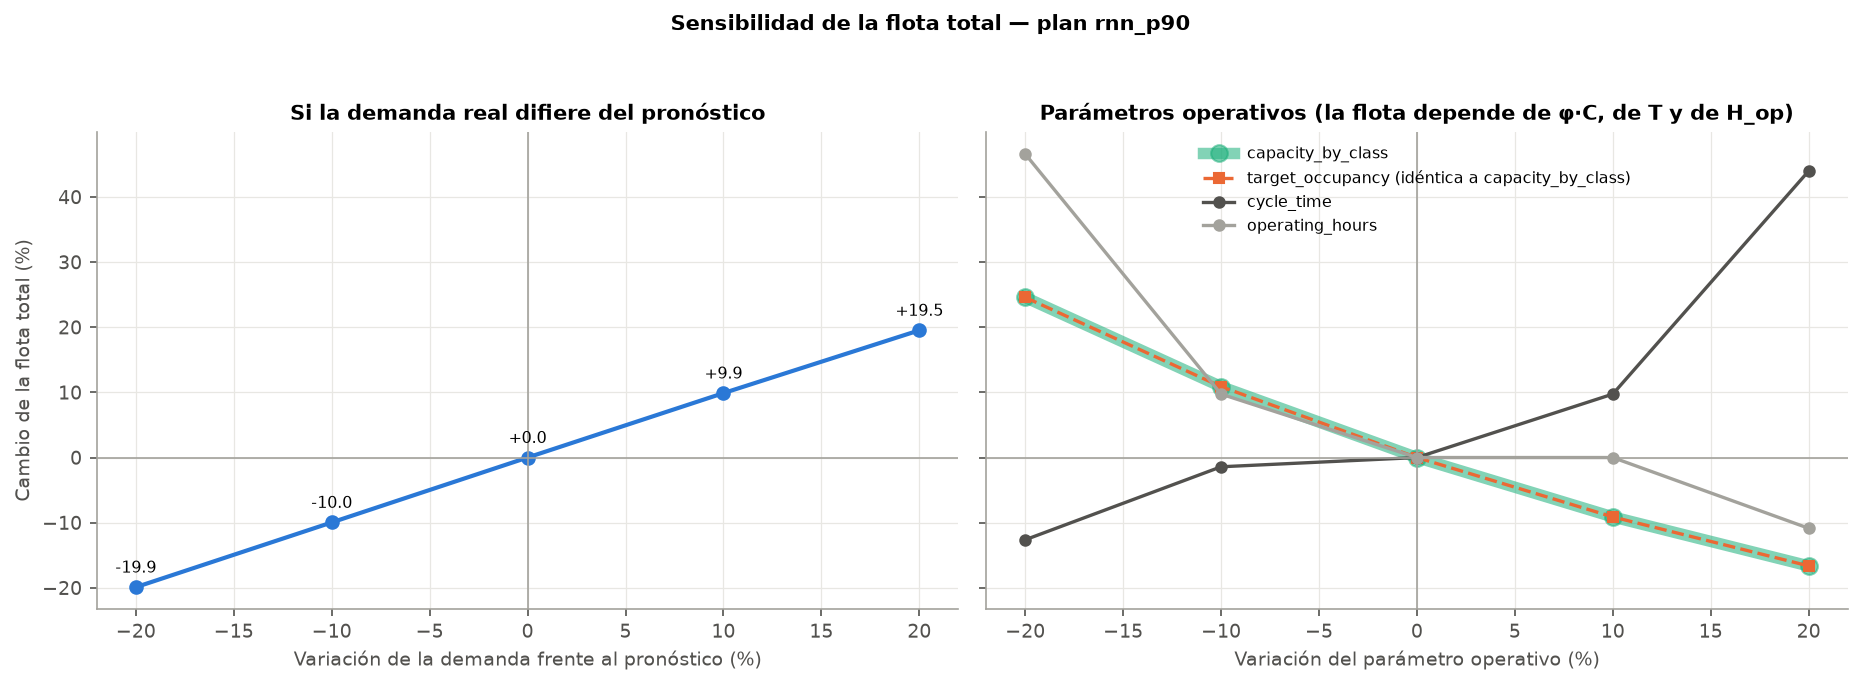 Sensibilidad de la flota total — plan rnn_p90
Si la demanda real difiere del pronóstico
Cambio de la flota total (%)
40
30
20
10
0
−10
−20
-19.9
-10.0
+0.0
+9.9
+19.5
−20 −15 −10 −5 0 5 10 15 20
Variación de la demanda frente al pronóstico (%)
Parámetros operativos (la flota depende de φ·C, de T y de H_op)
capacity_by_class
target_occupancy (idéntica a capacity_by_class)
cycle_time
operating_hours
−20 −15 −10 −5 0 5 10 15 20
Variación del parámetro operativo (%)